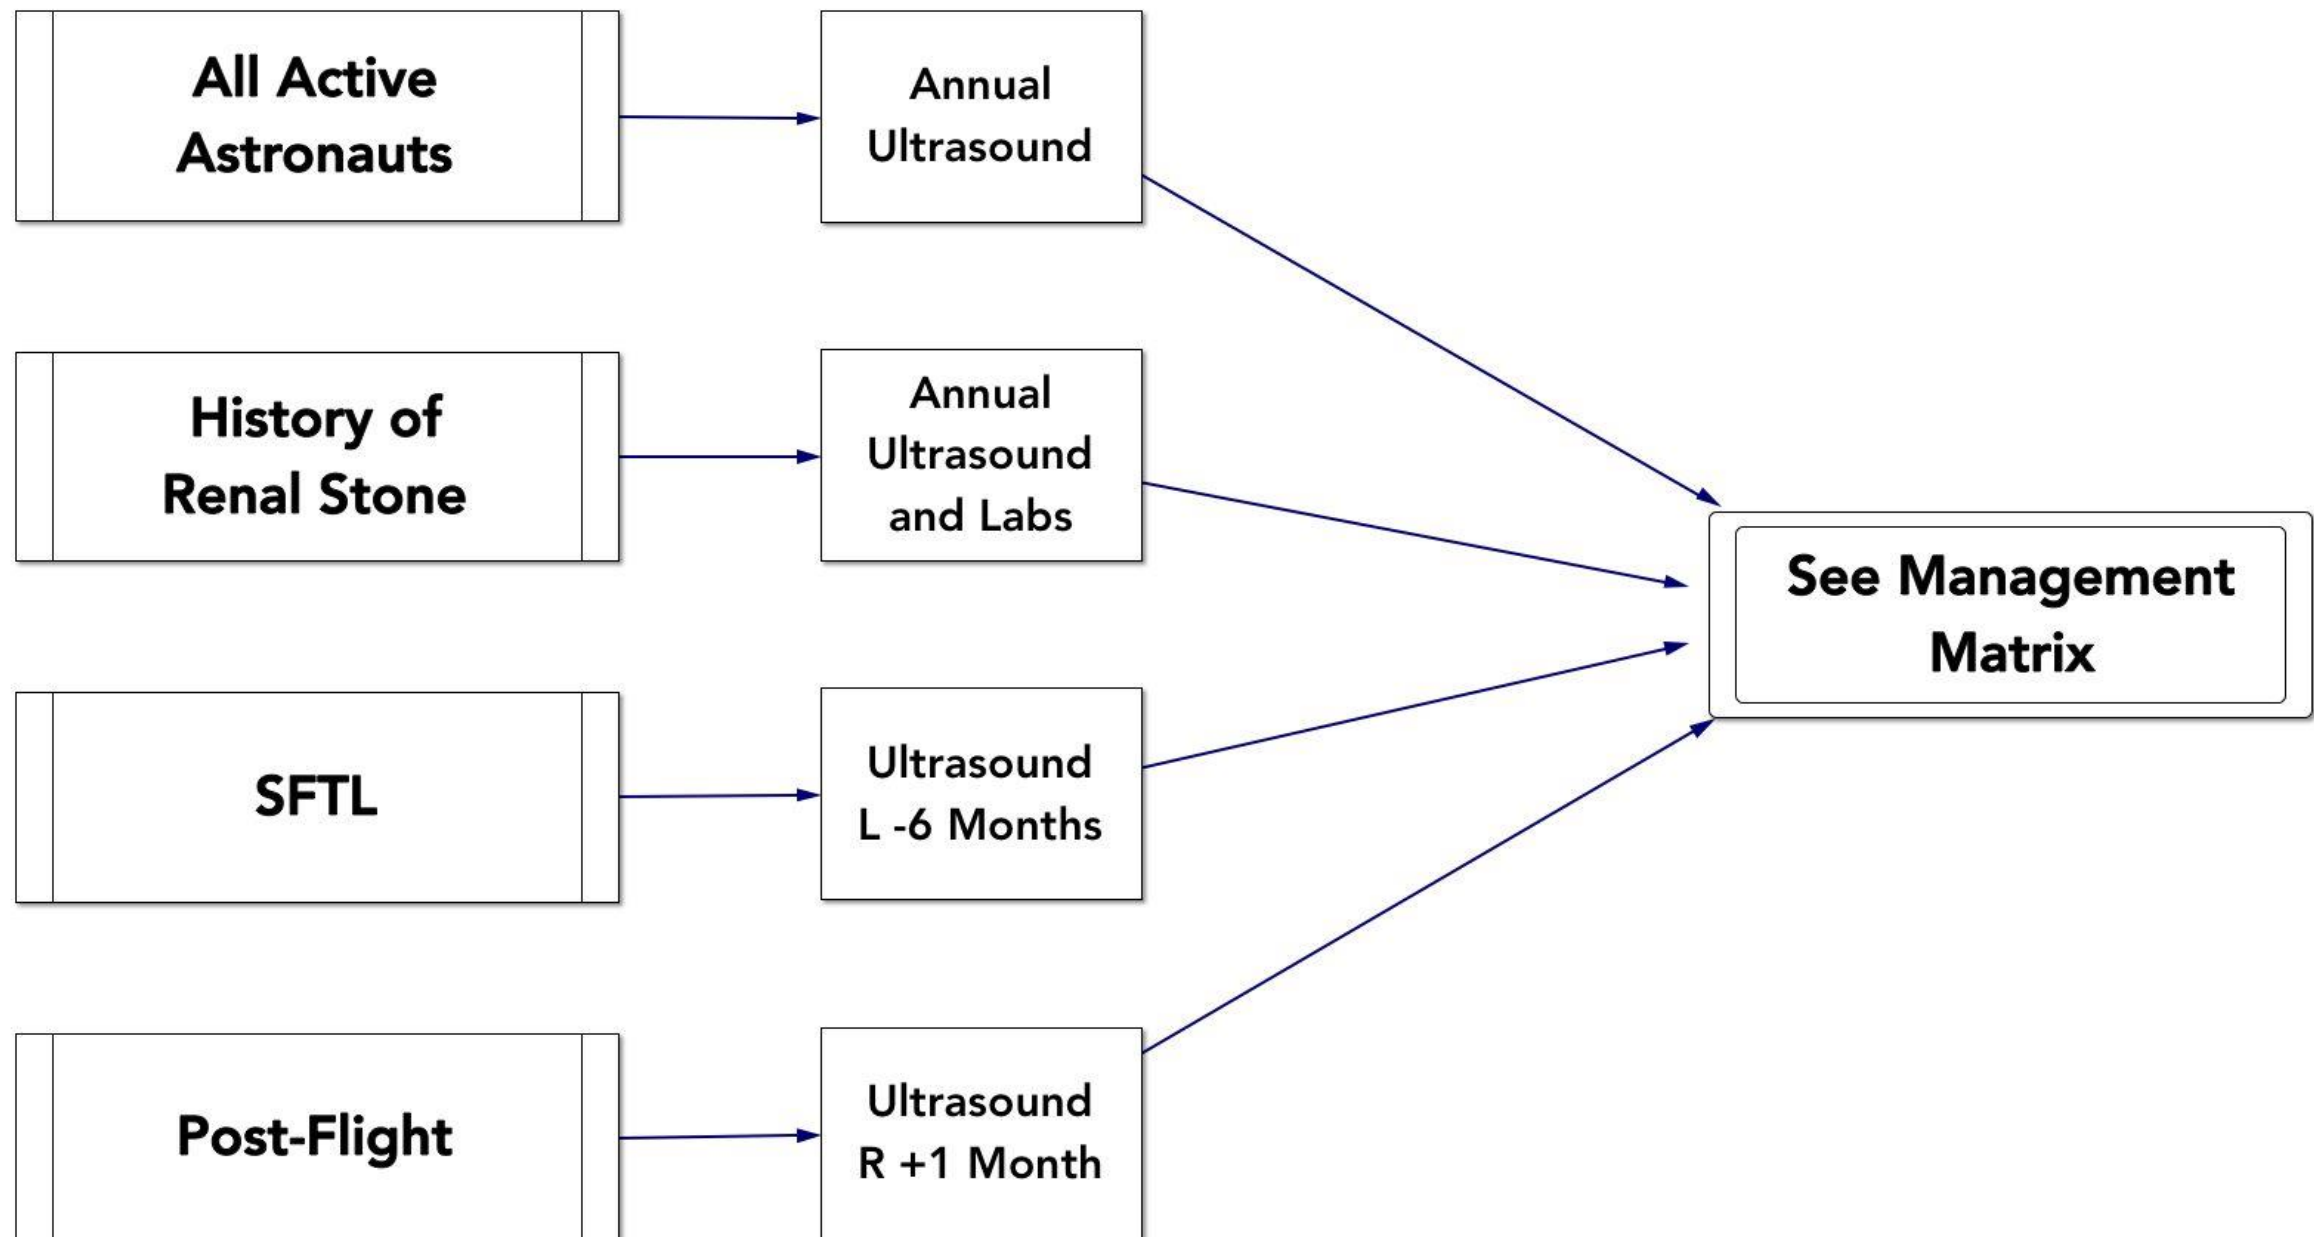 All Active
Astronauts
Annual
Ultrasound
History of
Renal Stone
Annual
Ultrasound
and Labs
See Management
Matrix
SFTL
Ultrasound
L -6 Months
Post-Flight
Ultrasound
R +1 Month